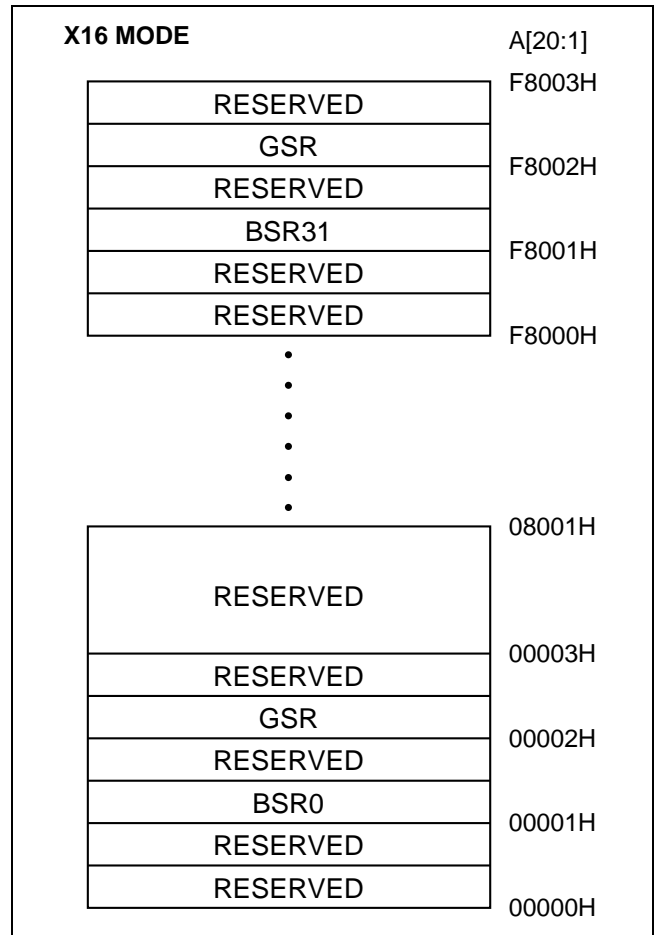 X16 MODE
A[20:1]
F8003H
RESERVED
GSR
F8002H
RESERVED
BSR31
F8001H
RESERVED
RESERVED
F8000H
08001H
RESERVED
00003H
RESERVED
GSR
00002H
RESERVED
BSR0
00001H
RESERVED
RESERVED
00000H